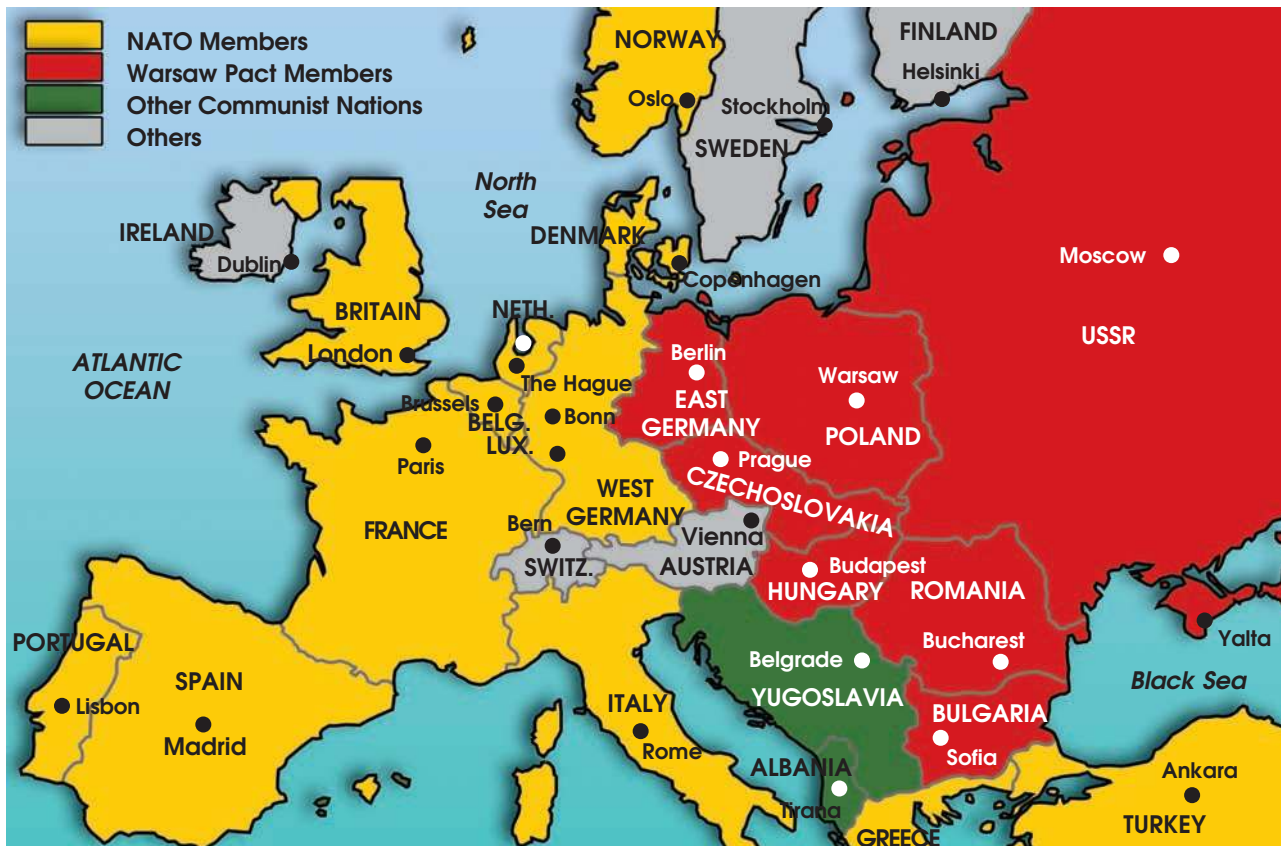 NATO Members
Warsaw Pact Members
Other Communist Nations
Others
NORWAY
Oslo
FINLAND
Helsinki
Stockholm
SWEDEN
North
Sea
IRELAND
Dublin
DENMARK
Copenhagen
Moscow
USSR
BRITAIN
London
NETH.
The Hague
ATLANTIC
OCEAN
Berlin
EAST
GERMANY
Warsaw
POLAND
Brussels
BELG.
LUX.
Bonn
Paris
Prague
CZECHOSLOVAKIA
WEST
GERMANY
FRANCE
Bern
SWITZ.
Vienna
AUSTRIA
Budapest
HUNGARY
ROMANIA
Bucharest
Yalta
Black Sea
PORTUGAL
Lisbon
SPAIN
Madrid
ITALY
Rome
Belgrade
YUGOSLAVIA
BULGARIA
Sofia
ALBANIA
Tirana
GREECE
Ankara
TURKEY